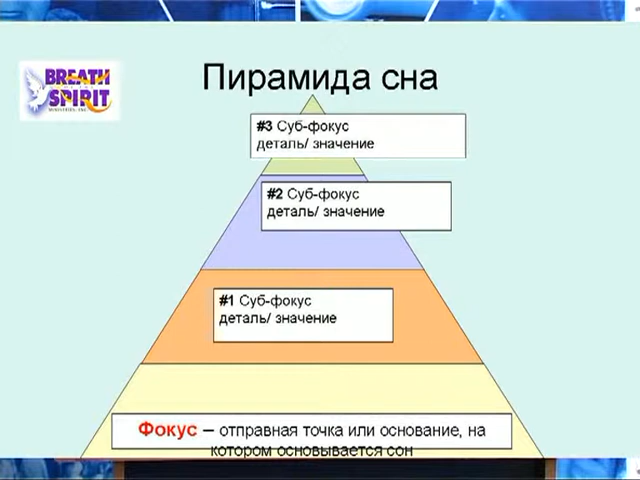 Пирамида сна
BREATH
SPIRIT
#3 Суб-фокус
деталь/ значение
#2 Суб-фокус
деталь/ значение
#1 Суб-фокус
деталь/ значение
Фокус – отправная точка или основание, на
котором основывается сон